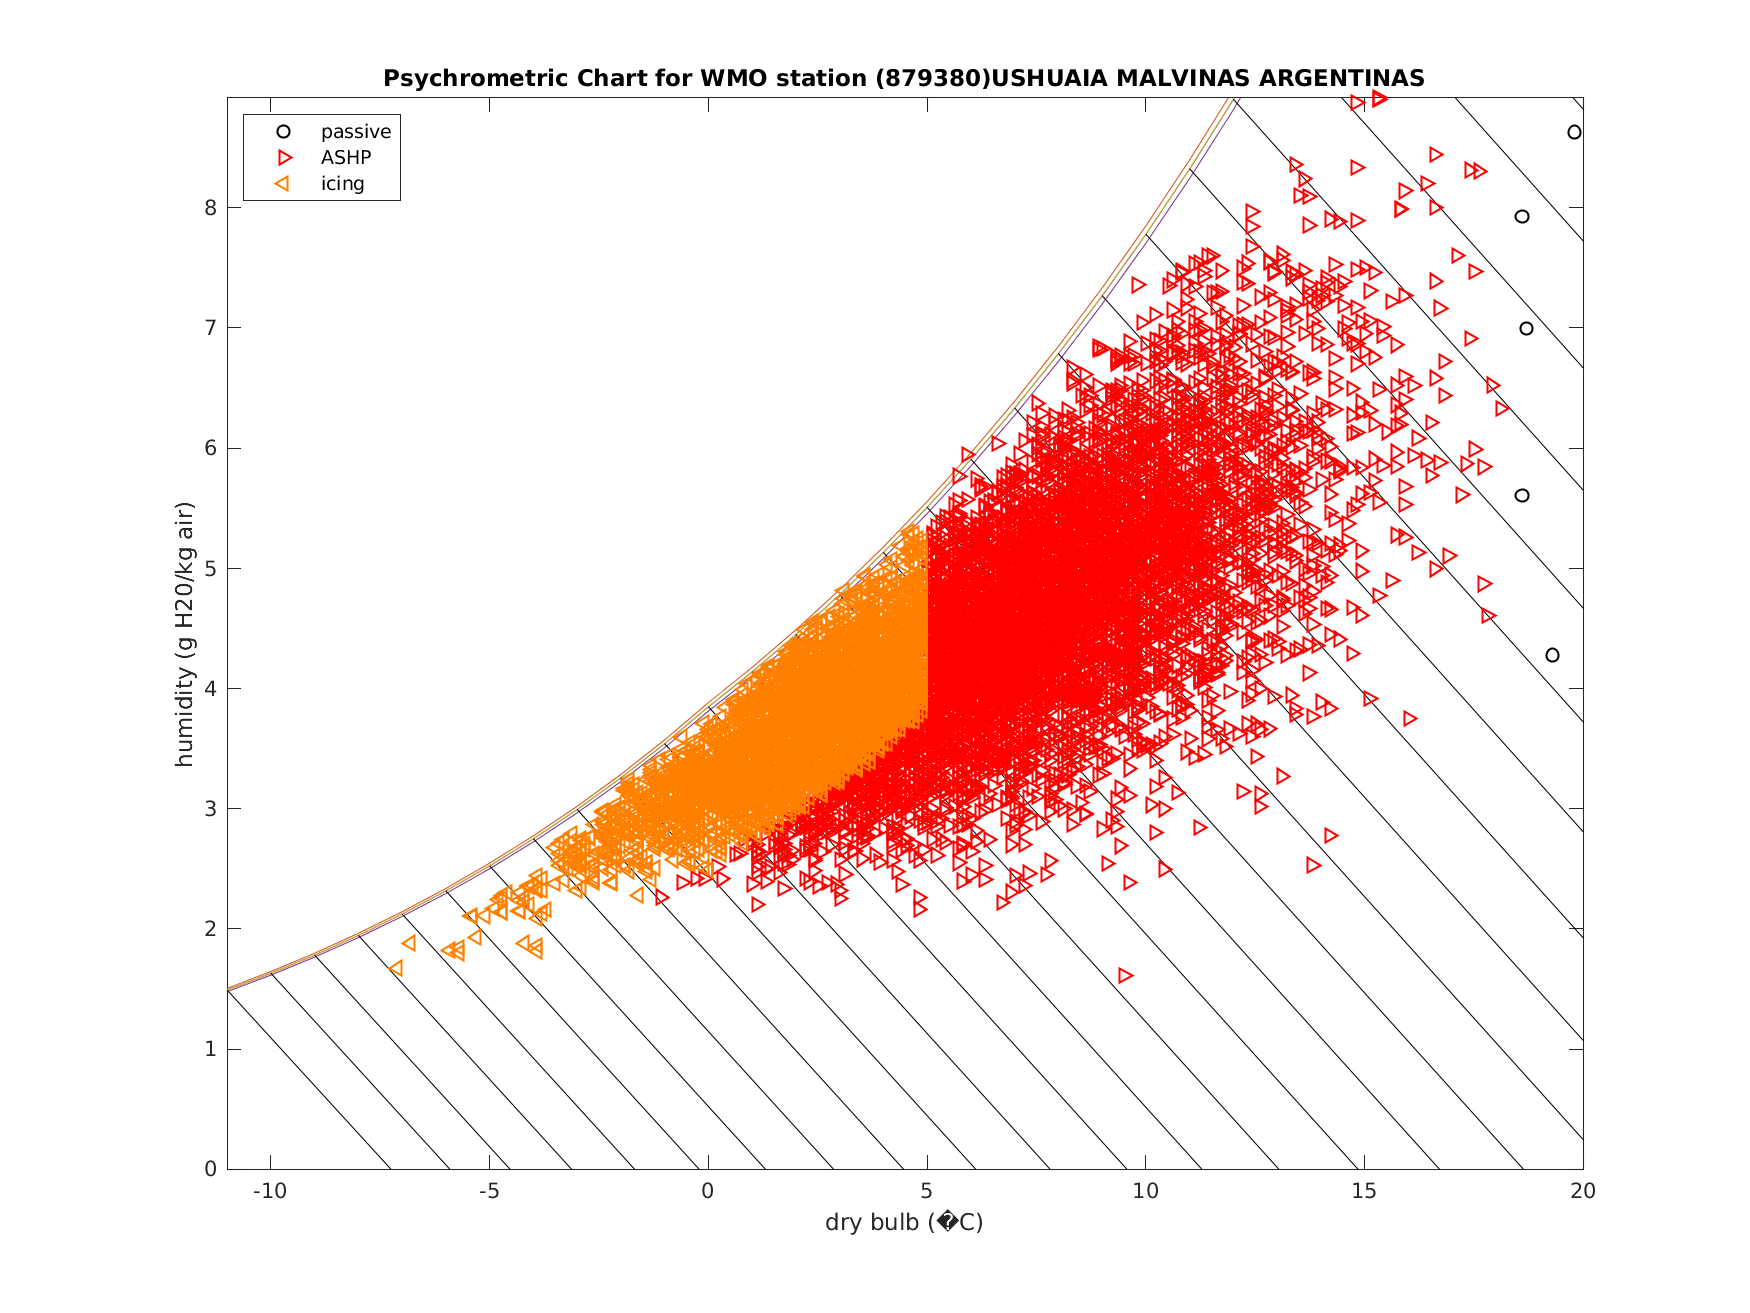 Psychrometric Chart for WMO station (879380)USHUAIA MALVINAS ARGENTINAS
passive
ASHP
icing
8
7
6
5
4
3
2
1
0
humidity (g H20/kg air)
-10 -5 0 5 10 15 20
dry bulb (�C)